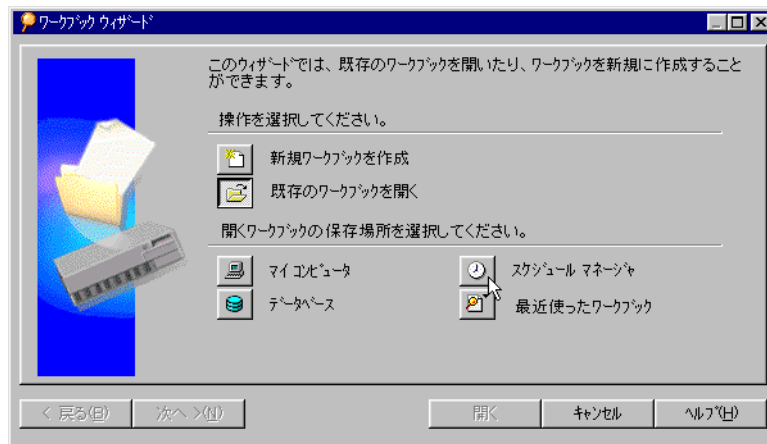 ワークブック ウィザード
このウィザードでは、既存のワークブックを開いたり、ワークブックを新規に作成すること
ができます。
操作を選択してください。
新規ワークブックを作成
既存のワークブックを開く
開くワークブックの保存場所を選択してください。
マイ コンピュータ
スケジュール マネージャ
データベース
最近使ったワークブック
< 戻る(B)
次へ >(N)
開く
キャンセル
ヘルプ(H)